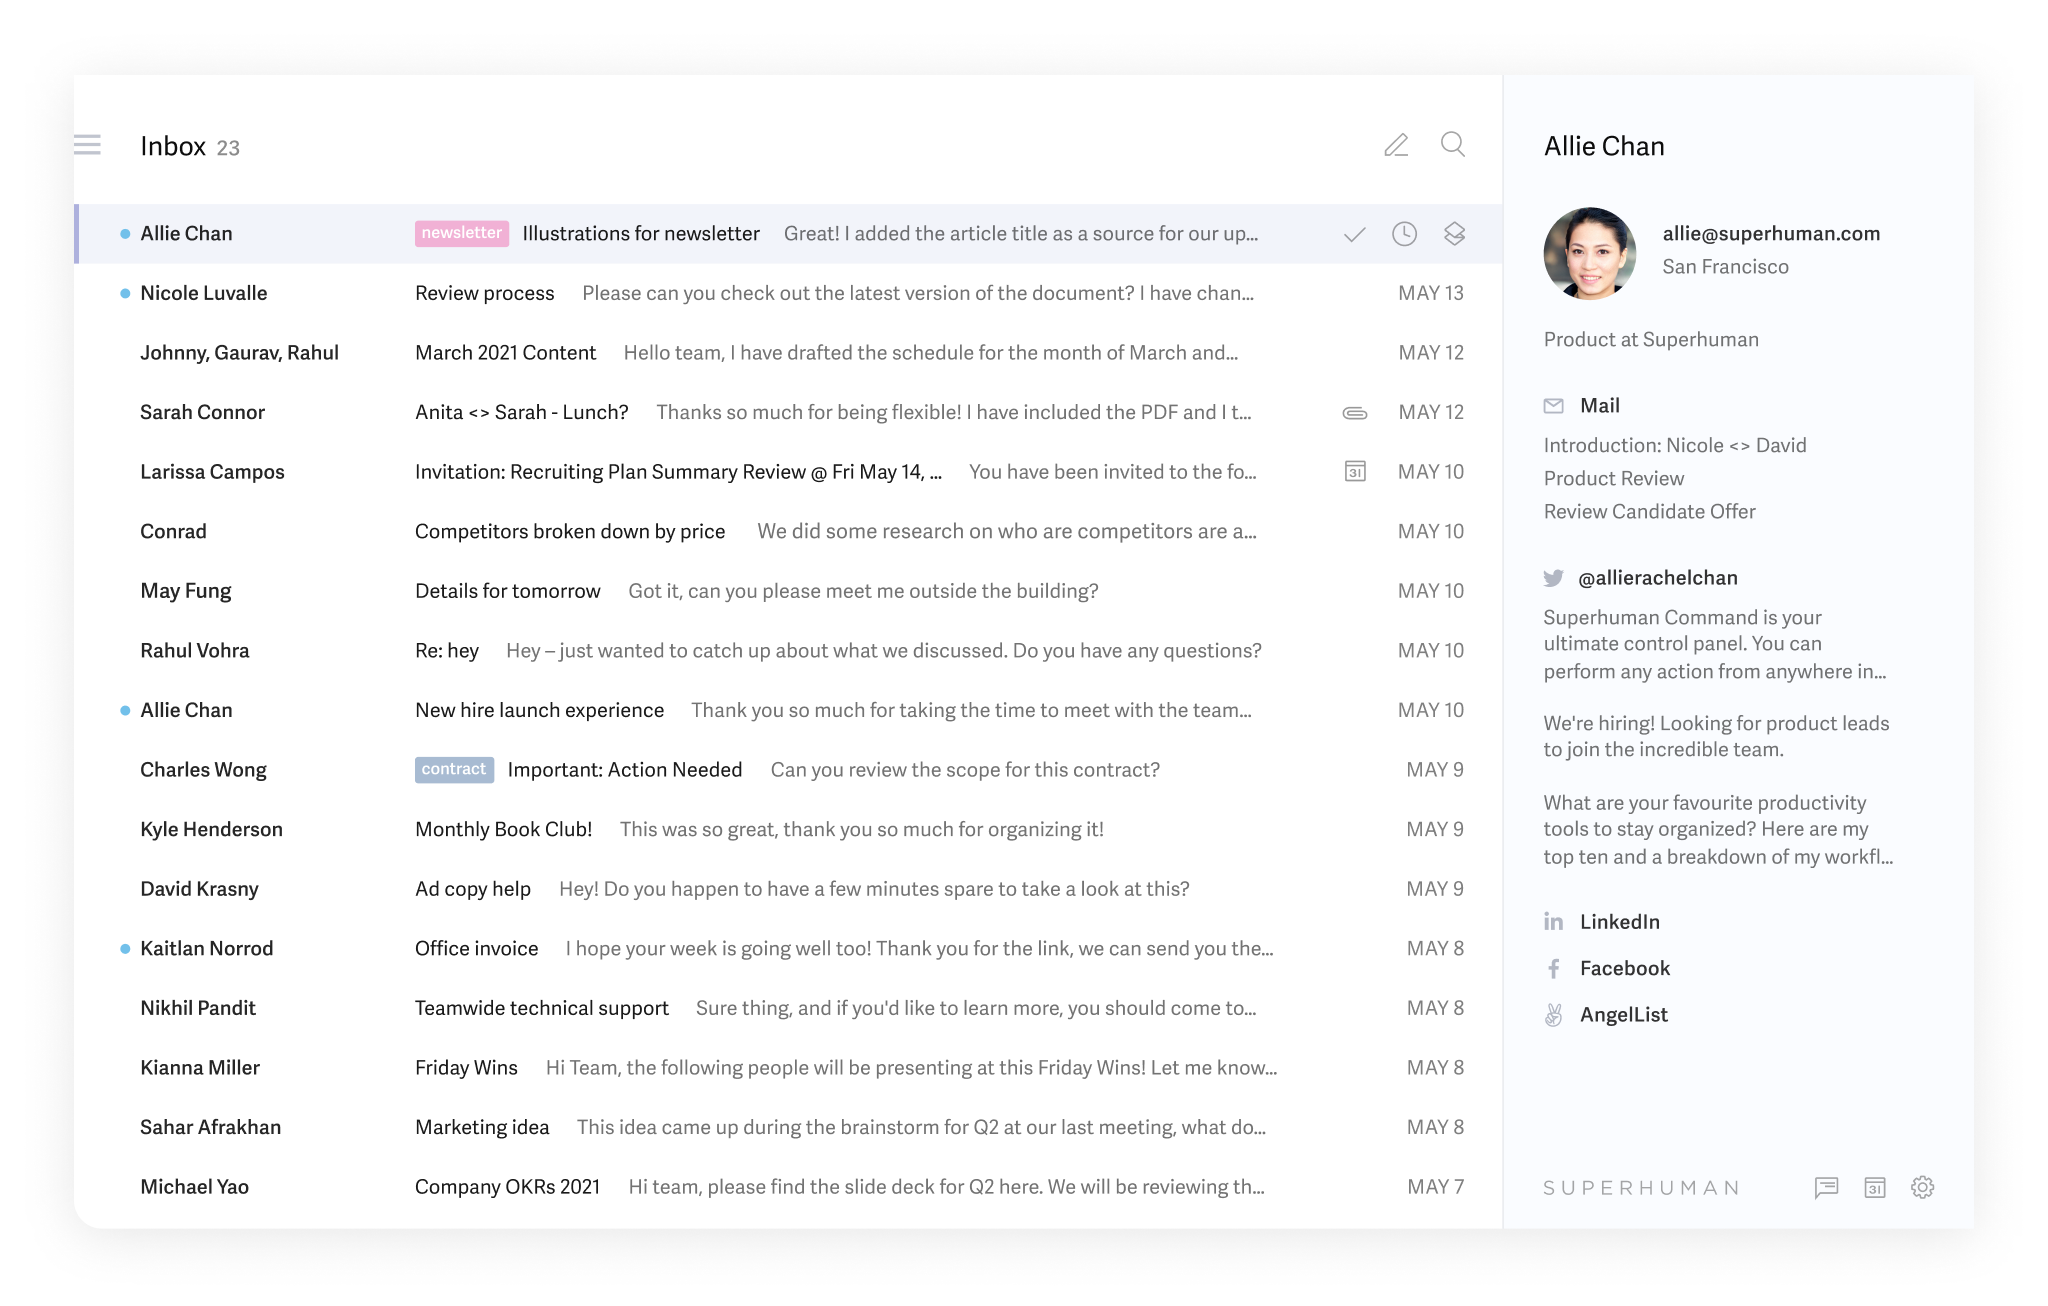 Inbox 23
Allie Chan newsletter Illustrations for newsletter Great! I added the article title as a source for our up...
Nicole Luvalle Review process Please can you check out the latest version of the document? I have chan... MAY 13
Johnny, Gaurav, Rahul March 2021 Content Hello team, I have drafted the schedule for the month of March and... MAY 12
Sarah Connor Anita <> Sarah - Lunch? Thanks so much for being flexible! I have included the PDF and I t... MAY 12
Larissa Campos Invitation: Recruiting Plan Summary Review @ Fri May 14, ... You have been invited to the fo... 31 MAY 10
Conrad Competitors broken down by price We did some research on who are competitors are a... MAY 10
May Fung Details for tomorrow Got it, can you please meet me outside the building? MAY 10
Rahul Vohra Re: hey Hey – just wanted to catch up about what we discussed. Do you have any questions? MAY 10
Allie Chan New hire launch experience Thank you so much for taking the time to meet with the team... MAY 10
Charles Wong contract Important: Action Needed Can you review the scope for this contract? MAY 9
Kyle Henderson Monthly Book Club! This was so great, thank you so much for organizing it! MAY 9
David Krasny Ad copy help Hey! Do you happen to have a few minutes spare to take a look at this? MAY 9
Kaitlan Norrod Office invoice I hope your week is going well too! Thank you for the link, we can send you the... MAY 8
Nikhil Pandit Teamwide technical support Sure thing, and if you'd like to learn more, you should come to... MAY 8
Kianna Miller Friday Wins Hi Team, the following people will be presenting at this Friday Wins! Let me know... MAY 8
Sahar Afrakhan Marketing idea This idea came up during the brainstorm for Q2 at our last meeting, what do... MAY 8
Michael Yao Company OKRs 2021 Hi team, please find the slide deck for Q2 here. We will be reviewing th... MAY 7
Allie Chan
allie@superhuman.com
San Francisco
Product at Superhuman
Mail
Introduction: Nicole <> David
Product Review
Review Candidate Offer
@allierachelchan
Superhuman Command is your
ultimate control panel. You can
perform any action from anywhere in...
We're hiring! Looking for product leads
to join the incredible team.
What are your favourite productivity
tools to stay organized? Here are my
top ten and a breakdown of my workfl...
in LinkedIn
f Facebook
AngelList
SUPERHUMAN 31